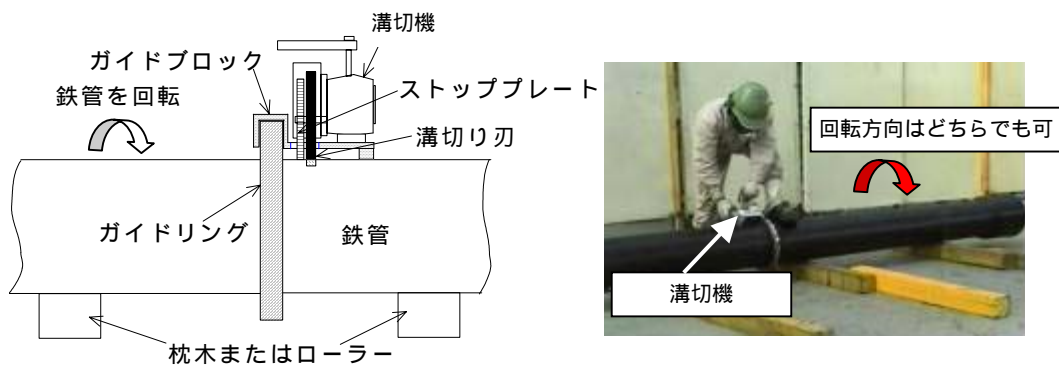 溝切機
ガイドブロック
鉄管を回転
ストッププレート
溝切り刃
ガイドリング
鉄管
枕木またはローラー
回転方向はどちらでも可
溝切機